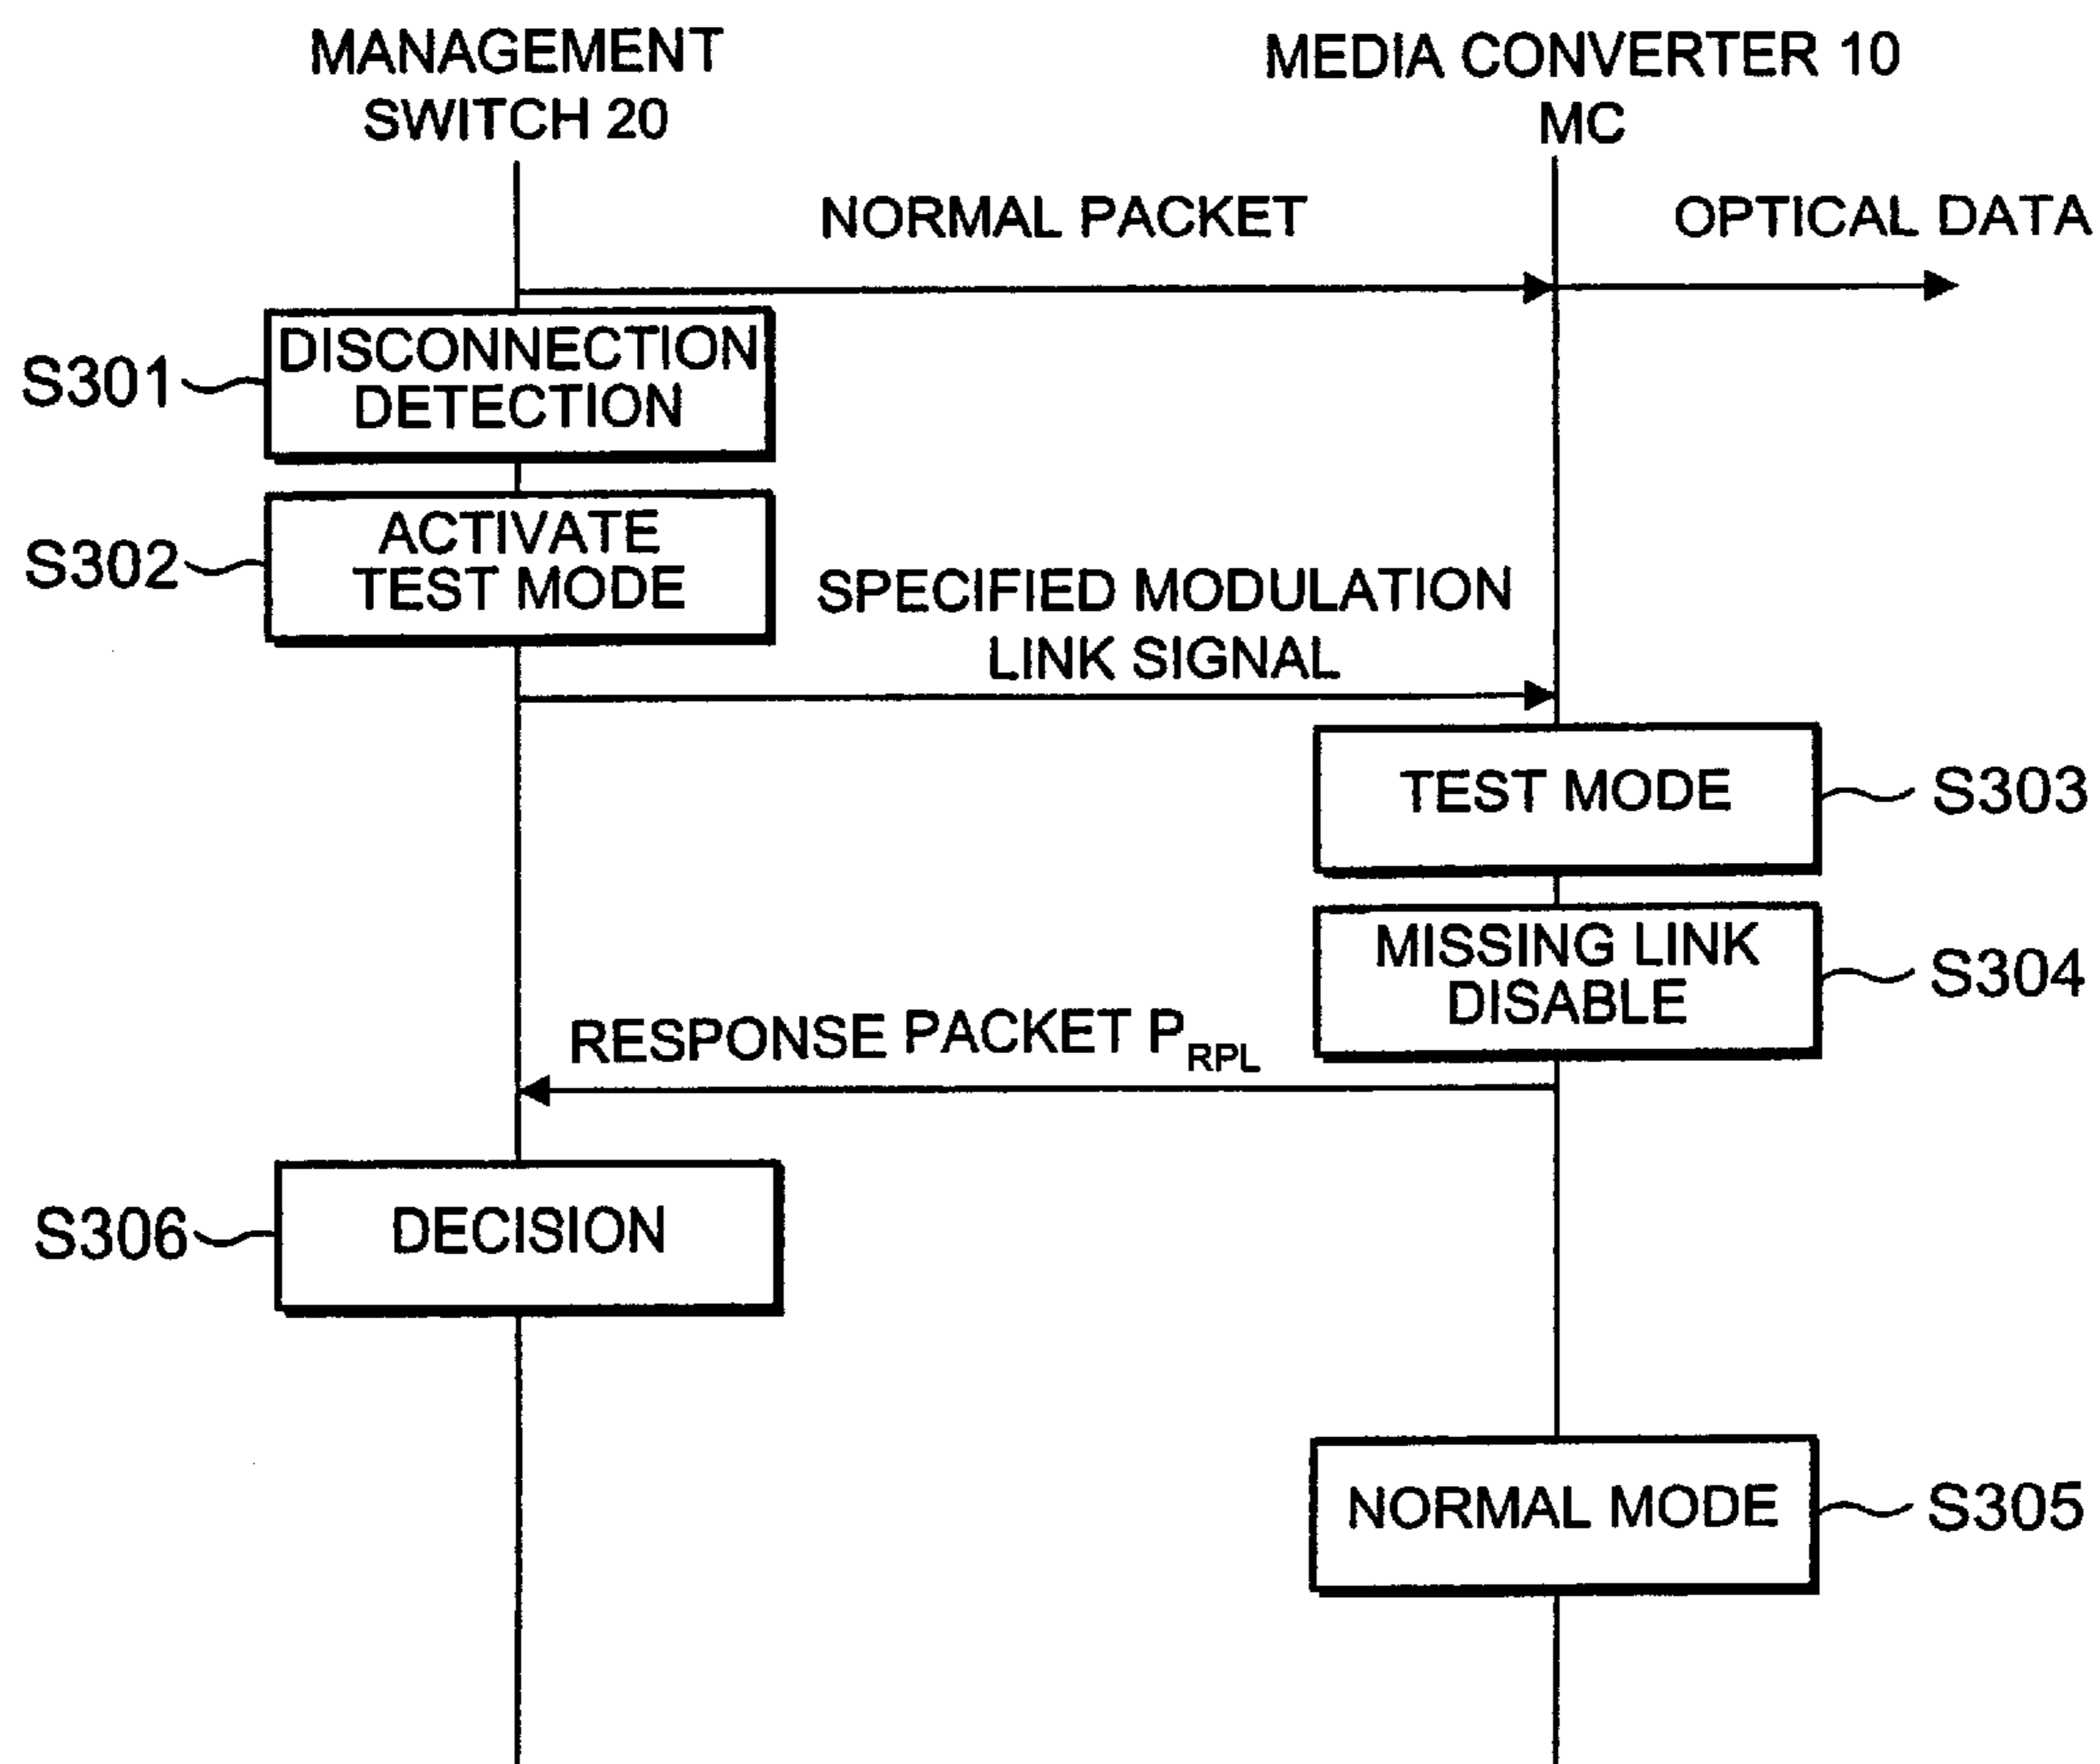 MANAGEMENT
SWITCH 20
MEDIA CONVERTER 10
MC
NORMAL PACKET
OPTICAL DATA
S301
DISCONNECTION
DETECTION
S302
ACTIVATE
TEST MODE
SPECIFIED MODULATION
LINK SIGNAL
TEST MODE
S303
MISSING LINK
DISABLE
S304
RESPONSE PACKET P_RPL
S306
DECISION
NORMAL MODE
S305